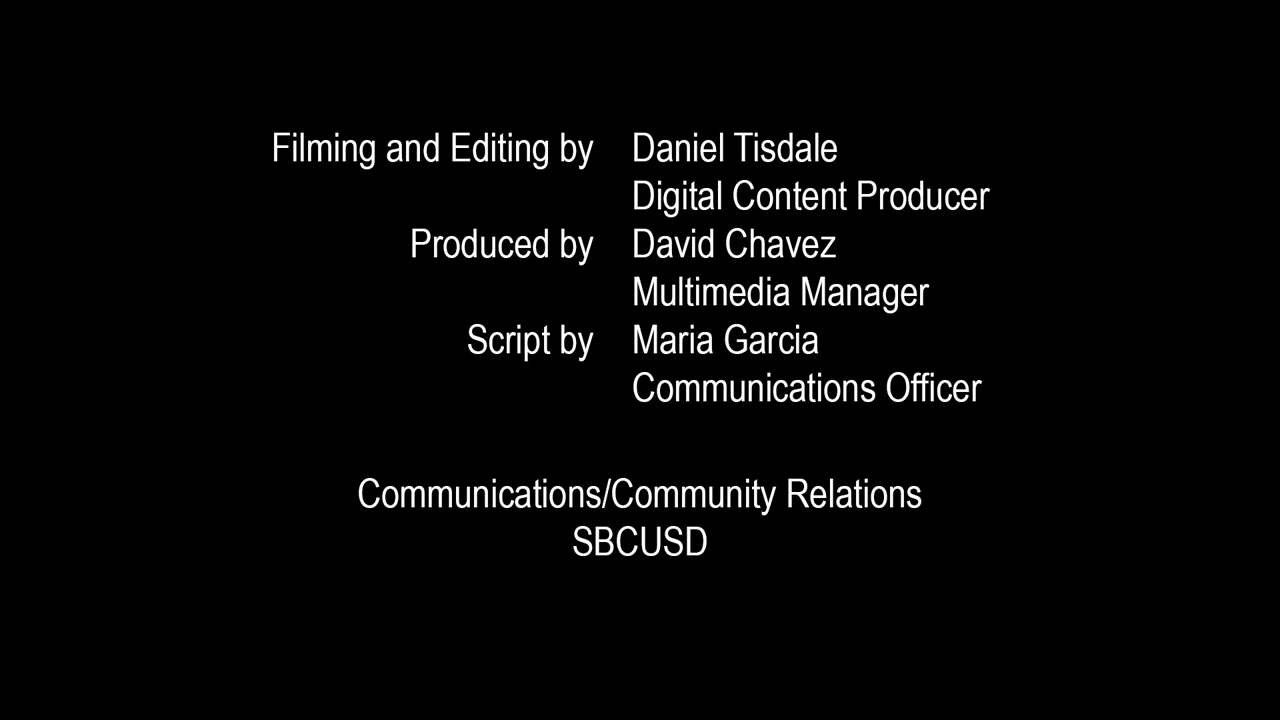 Filming and Editing by Daniel Tisdale
Digital Content Producer
Produced by David Chavez
Multimedia Manager
Script by Maria Garcia
Communications Officer
Communications/Community Relations
SBCUSD